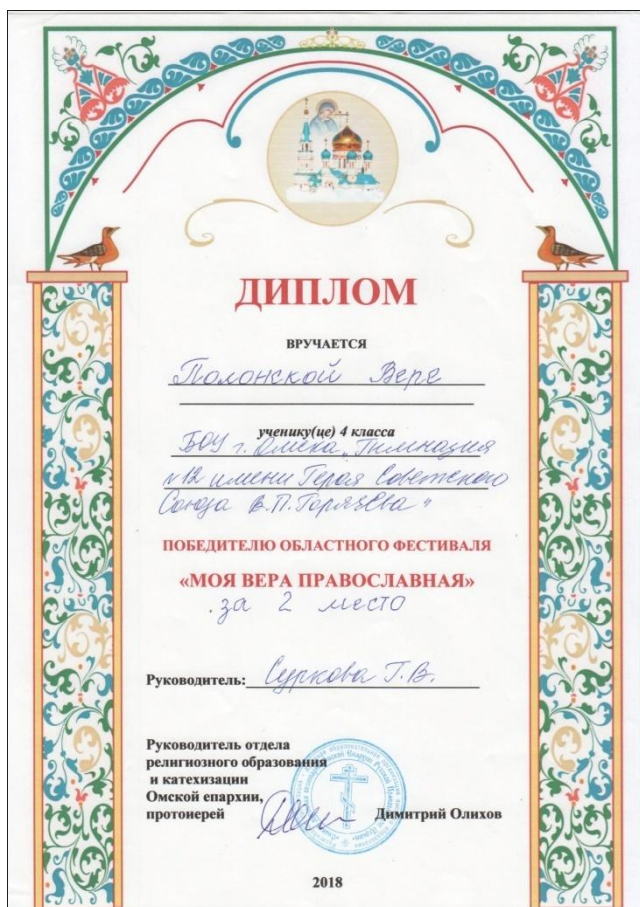 ДИПЛОМ
ВРУЧАЕТСЯ
Полонской Вере
ученику(це) 4 класса
БОУ г. Омска „Гимназия
№12 имени Героя Советского
Союза В.П. Горячева"
ПОБЕДИТЕЛЮ ОБЛАСТНОГО ФЕСТИВАЛЯ
«МОЯ ВЕРА ПРАВОСЛАВНАЯ»
за 2 место
Руководитель: Суркова Г.В.
Руководитель отдела
религиозного образования
и катехизации
Омской епархии,
протоиерей Димитрий Олихов
2018